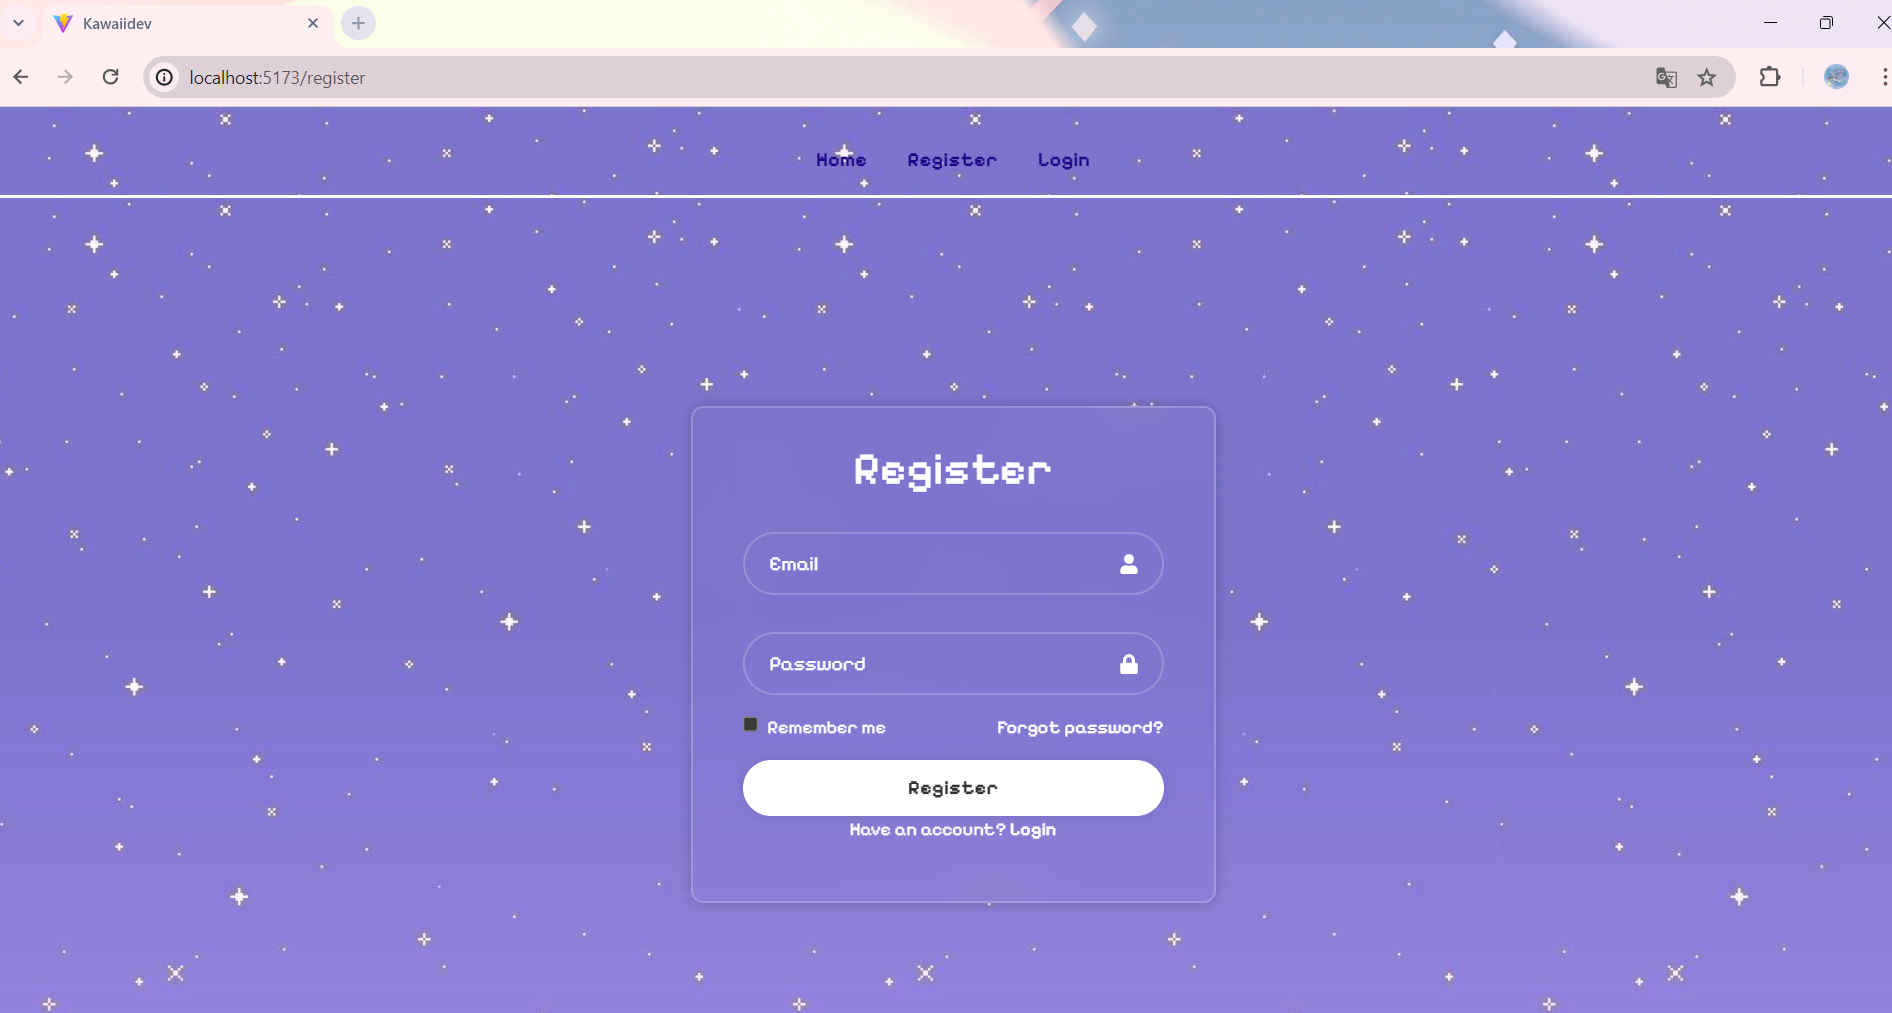 Kawaiidev
localhost:5173/register
Home Register Login
Register
Email
Password
Remember me Forgot password?
Register
Have an account? Login